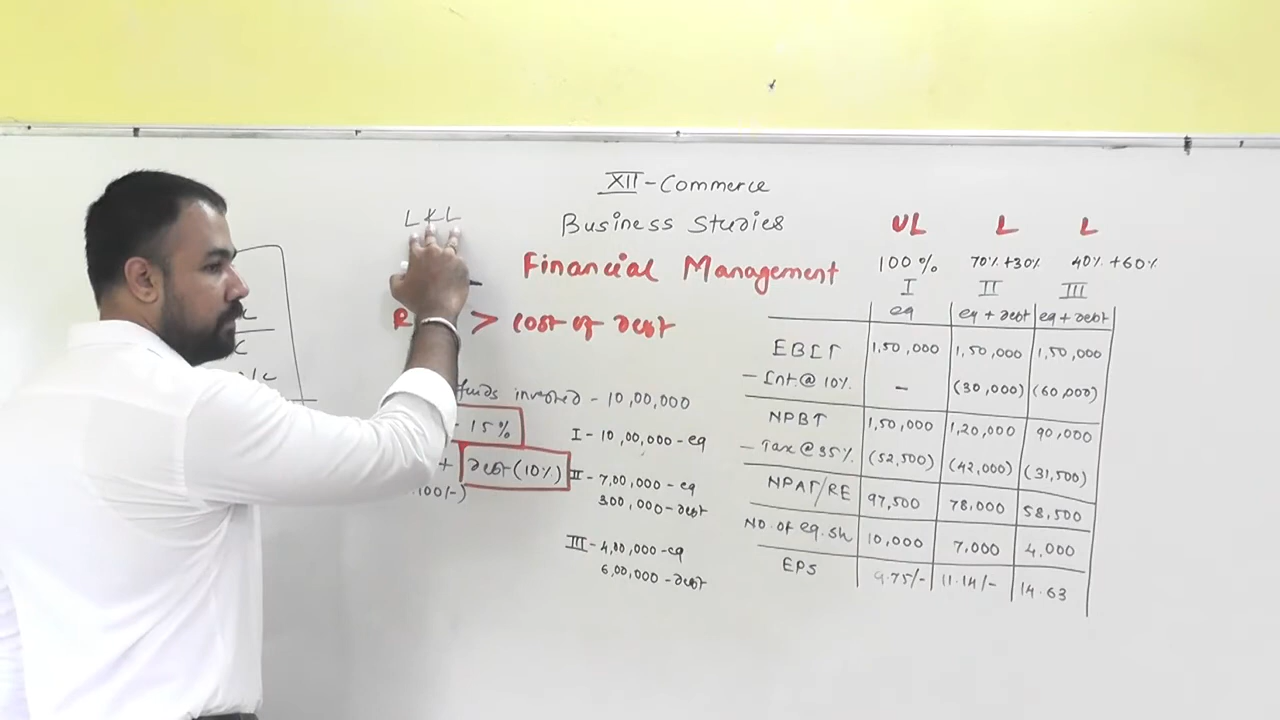 XII - Commerce
Business Studies
Financial Management
L K L
R > Cost of debt
funds invested - 10,00,000
- 15%
+ debt (10%)
100/-)
I - 10,00,000 - eq
II - 7,00,000 - eq
300,000 - debt
III - 4,00,000 - eq
6,00,000 - debt
UL L L
100% 70% + 30% 40% + 60%
I II III
eq eq + debt eq + debt
EBIT 1,50,000 1,50,000 1,50,000
- Int. @ 10% - (30,000) (60,000)
NPBT 1,50,000 1,20,000 90,000
- Tax @ 35% (52,500) (42,000) (31,500)
NPAT/RE 97,500 78,000 58,500
No. of eq. sh 10,000 7,000 4,000
EPS 9.75/- 11.14/- 14.63